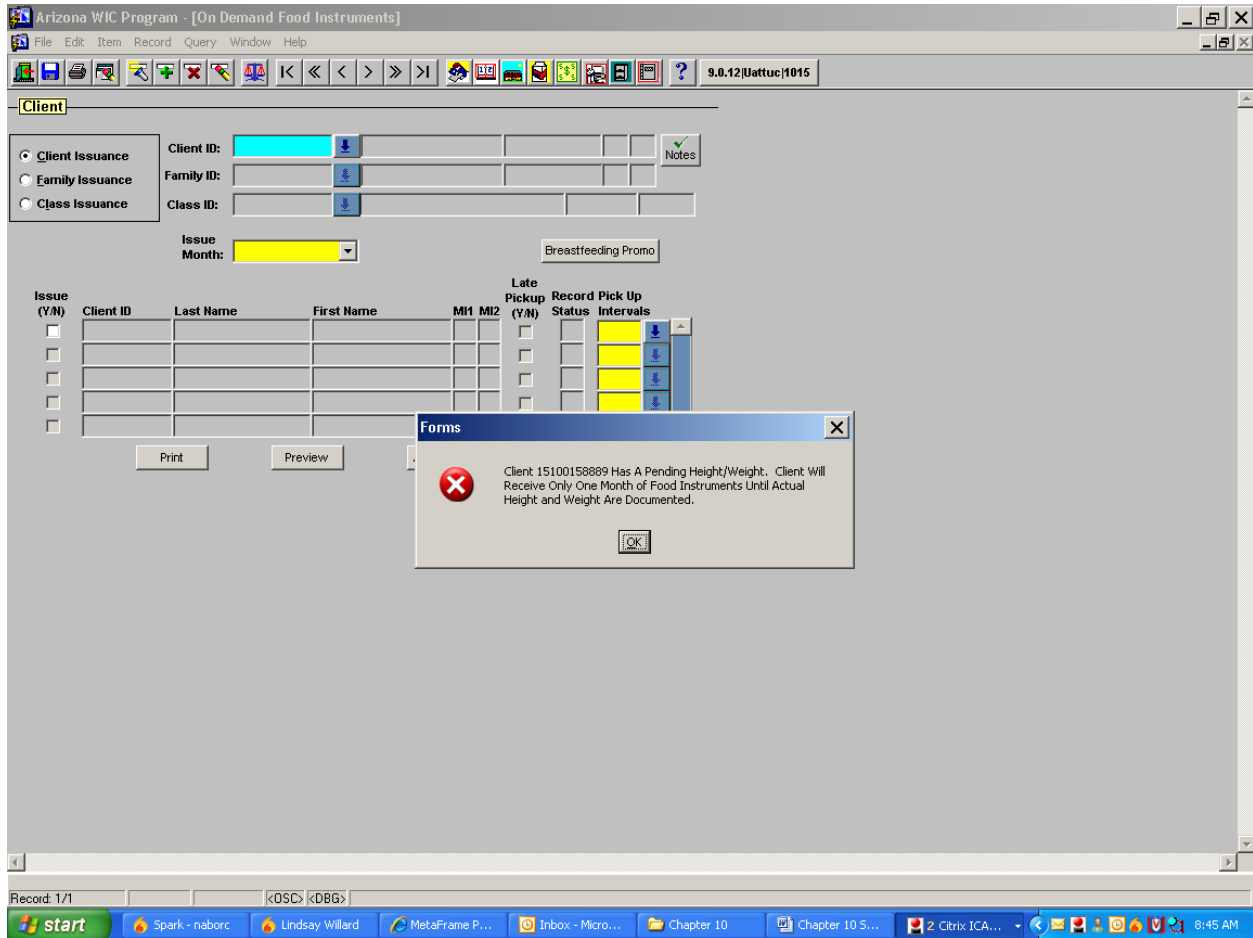 Arizona WIC Program - [On Demand Food Instruments]
File Edit Item Record Query Window Help
9.0.12|Uattuc|1015
Client
Client Issuance
Family Issuance
Class Issuance
Client ID:
Notes
Family ID:
Class ID:
Issue
Month:
Breastfeeding Promo
Issue
(Y/N) Client ID Last Name First Name MI1 MI2 Late
Pickup
(Y/N) Record
Status Pick Up
Intervals
Print Preview
Forms
Client 15100158889 Has A Pending Height/Weight. Client Will
Receive Only One Month of Food Instruments Until Actual
Height and Weight Are Documented.
OK
Record: 1/1 <OSC> <DBG>
start Spark - naborc Lindsay Willard MetaFrame P... Inbox - Micro... Chapter 10 Chapter 10 S... 2 Citrix ICA... 8:45 AM